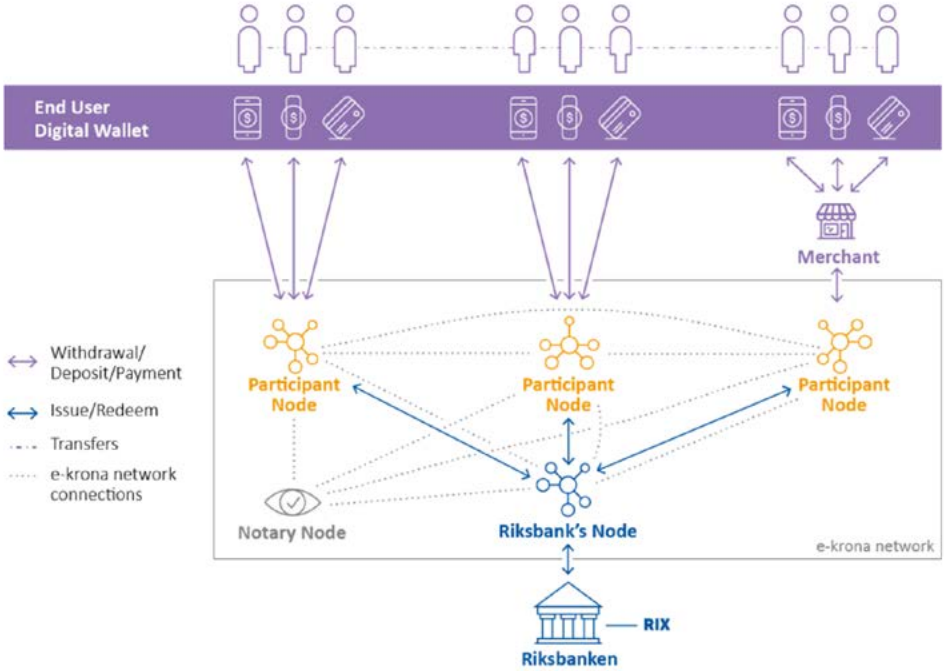 End User
Digital Wallet
Merchant
Withdrawal/
Deposit/Payment
Issue/Redeem
Transfers
e-krona network
connections
Participant
Node
Participant
Node
Participant
Node
Notary Node
Riksbank's Node
e-krona network
RIX
Riksbanken